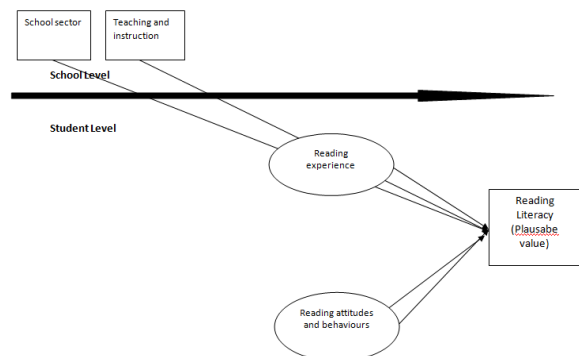 School sector
Teaching and
instruction
School Level
Student Level
Reading
experience
Reading
Literacy
(Plausabe
value)
Reading attitudes
and behaviours